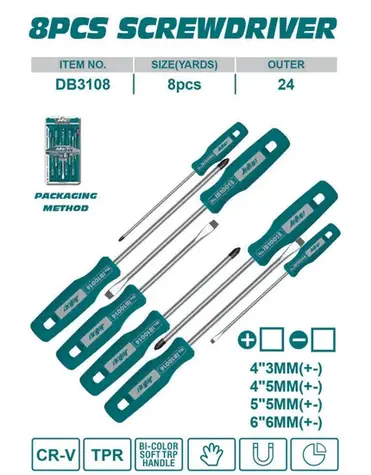 8PCS SCREWDRIVER
ITEM NO.
SIZE(YARDS)
OUTER
DB3108
8pcs
24
PACKAGING
METHOD
4"3MM(+-)
4"5MM(+-)
5"5MM(+-)
6"6MM(+-)
CR-V
TPR
BI-COLOR
SOFT TRP
HANDLE